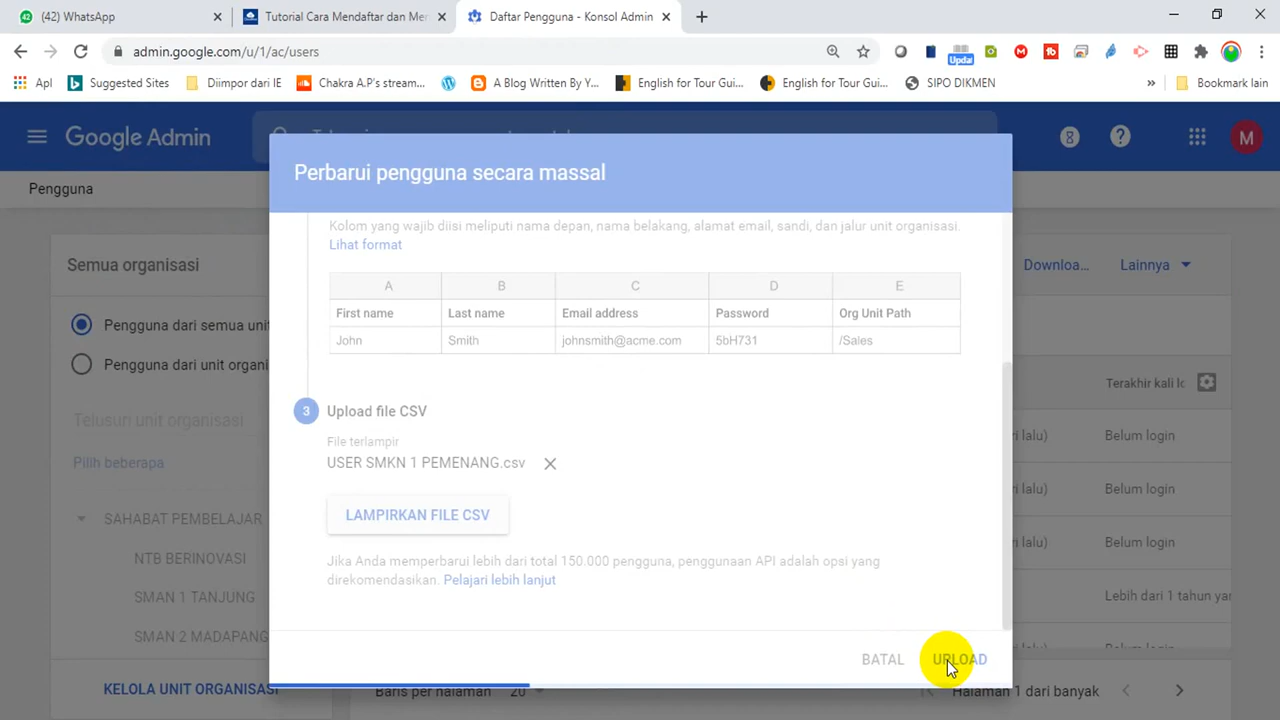 (42) WhatsApp
Tutorial Cara Mendaftar dan Mer
Daftar Pengguna - Konsol Admin
admin.google.com/u/1/ac/users
Updat
Apl
Suggested Sites
Diimpor dari IE
Chakra A.P's stream...
A Blog Written By Y...
English for Tour Gui...
English for Tour Gui...
SIPO DIKMEN
»
Bookmark lain
Google Admin
M
Pengguna
Perbarui pengguna secara massal
Kolom yang wajib diisi meliputi nama depan, nama belakang, alamat email, sandi, dan jalur unit organisasi.
Lihat format
A B C D E
First name Last name Email address Password Org Unit Path
John Smith johnsmith@acme.com 5bH731 /Sales
3 Upload file CSV
File terlampir
USER SMKN 1 PEMENANG.csv
LAMPIRKAN FILE CSV
Jika Anda memperbarui lebih dari total 150.000 pengguna, penggunaan API adalah opsi yang
direkomendasikan. Pelajari lebih lanjut
BATAL UPLOAD
Semua organisasi
Pengguna dari semua unit
Pengguna dari unit organi
Telusuri unit organisasi
Pilih beberapa
SAHABAT PEMBELAJAR
NTB BERINOVASI
SMAN 1 TANJUNG
SMAN 2 MADAPANG
KELOLA UNIT ORGANISASI
Downloa...
Lainnya
Terakhir kali lo
lalu) Belum login
lalu) Belum login
lalu) Belum login
Lebih dari 1 tahun yan
Baris per halaman 20
Halaman 1 dari banyak